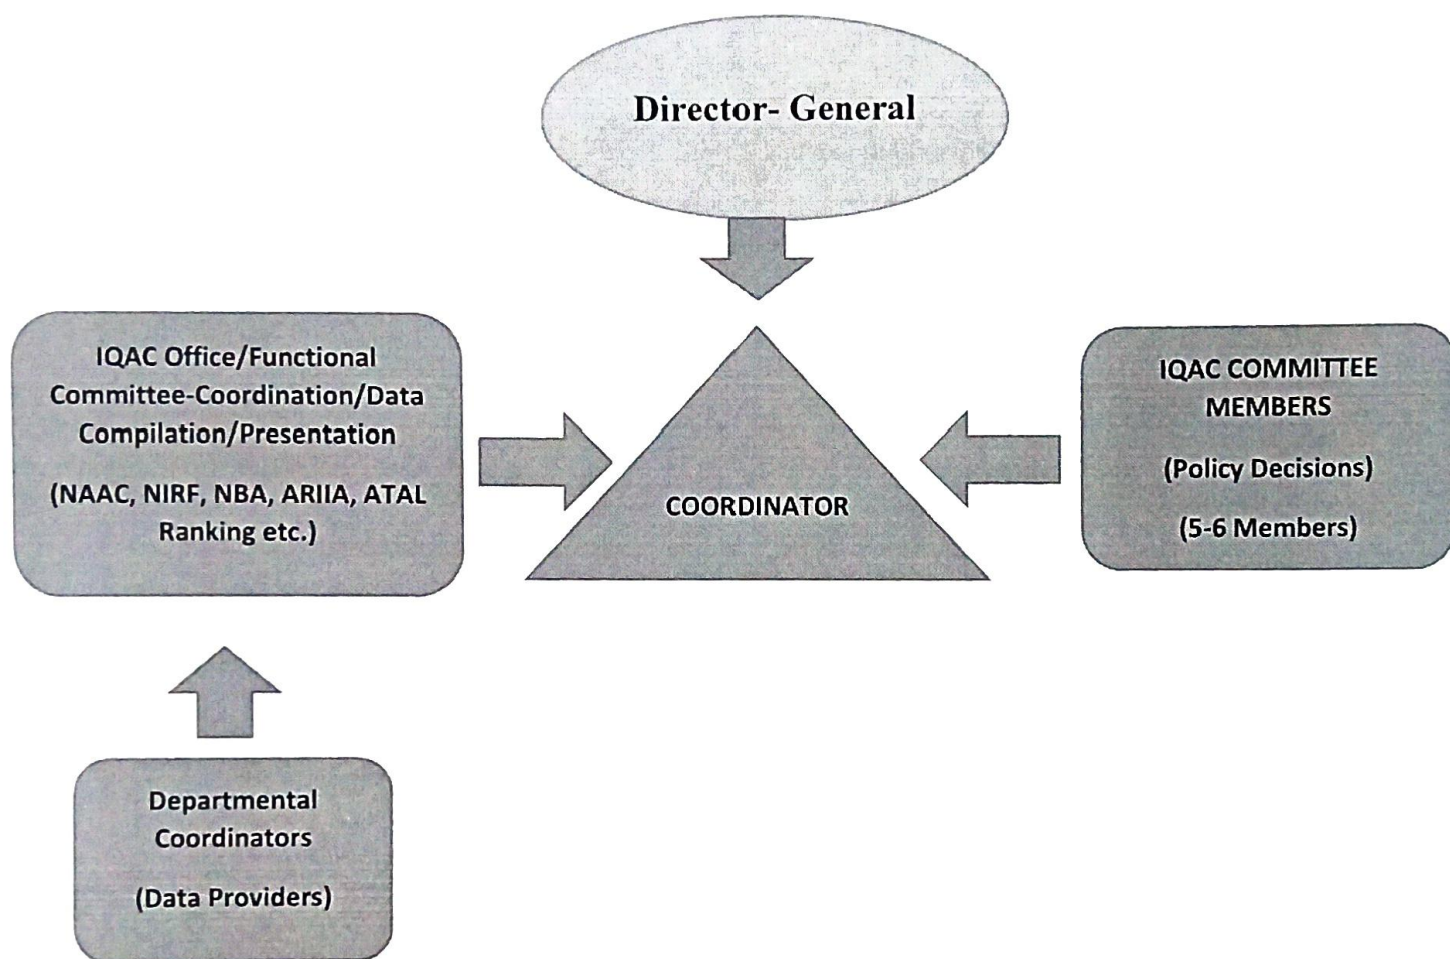 Director- General
IQAC Office/Functional
Committee-Coordination/Data
Compilation/Presentation
(NAAC, NIRF, NBA, ARIIA, ATAL
Ranking etc.)
COORDINATOR
IQAC COMMITTEE
MEMBERS
(Policy Decisions)
(5-6 Members)
Departmental
Coordinators
(Data Providers)